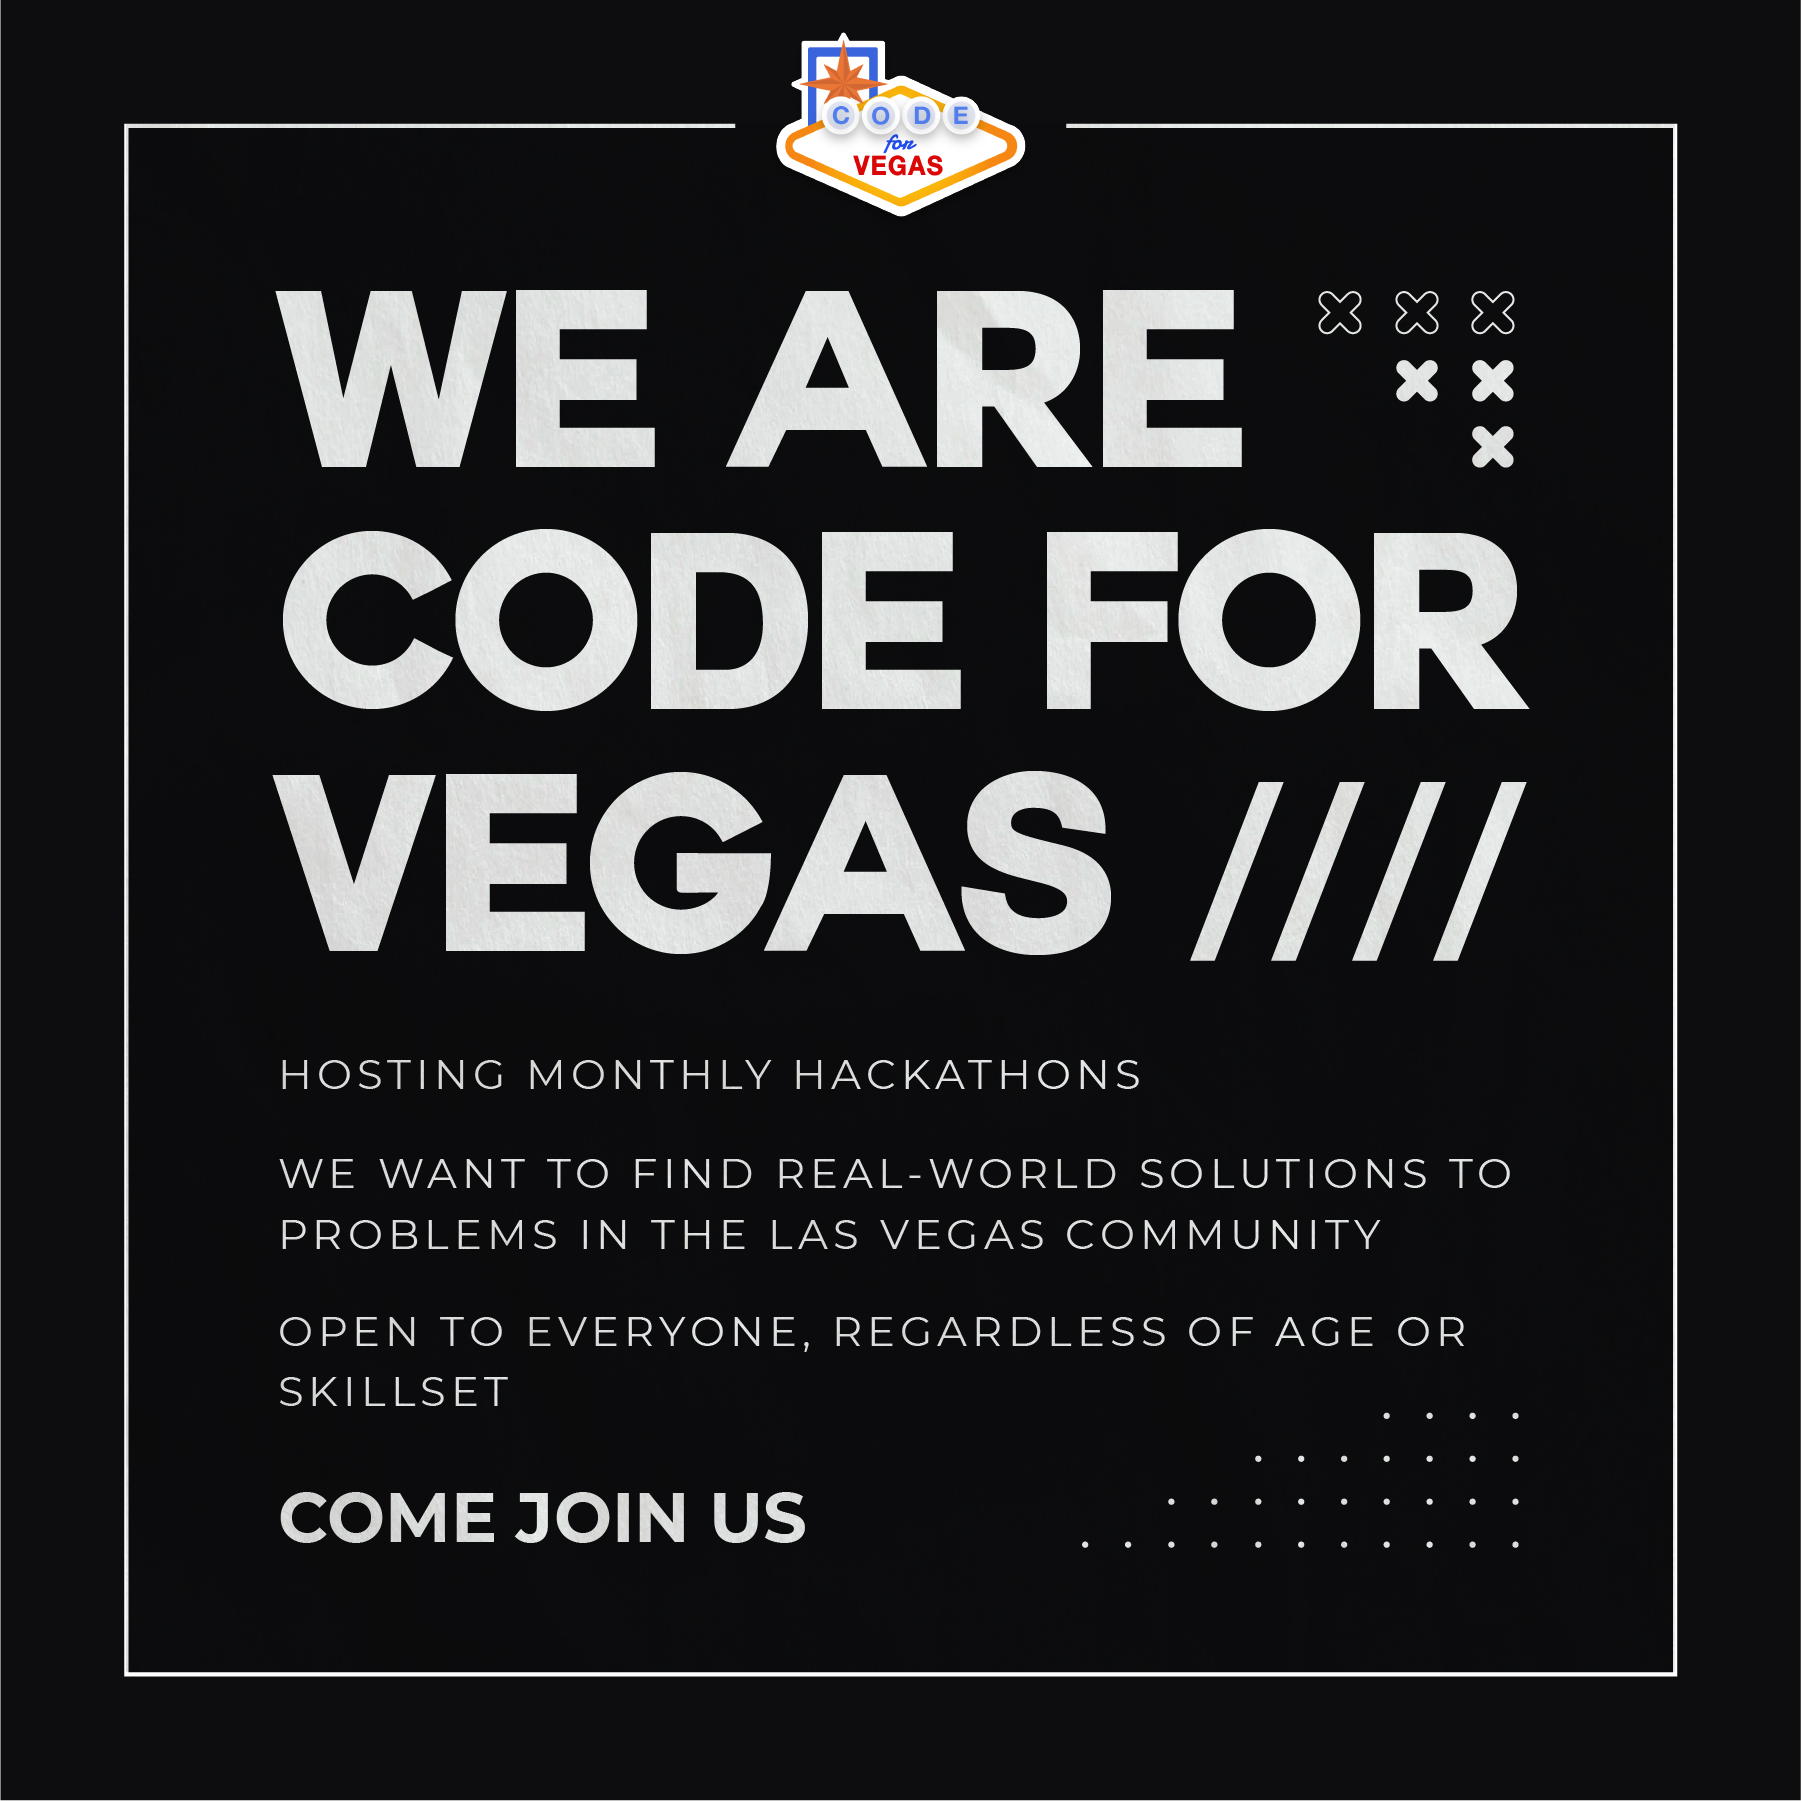 CODE
for
VEGAS
WE ARE
CODE FOR
VEGAS ////
HOSTING MONTHLY HACKATHONS
WE WANT TO FIND REAL-WORLD SOLUTIONS TO
PROBLEMS IN THE LAS VEGAS COMMUNITY
OPEN TO EVERYONE, REGARDLESS OF AGE OR
SKILLSET
COME JOIN US